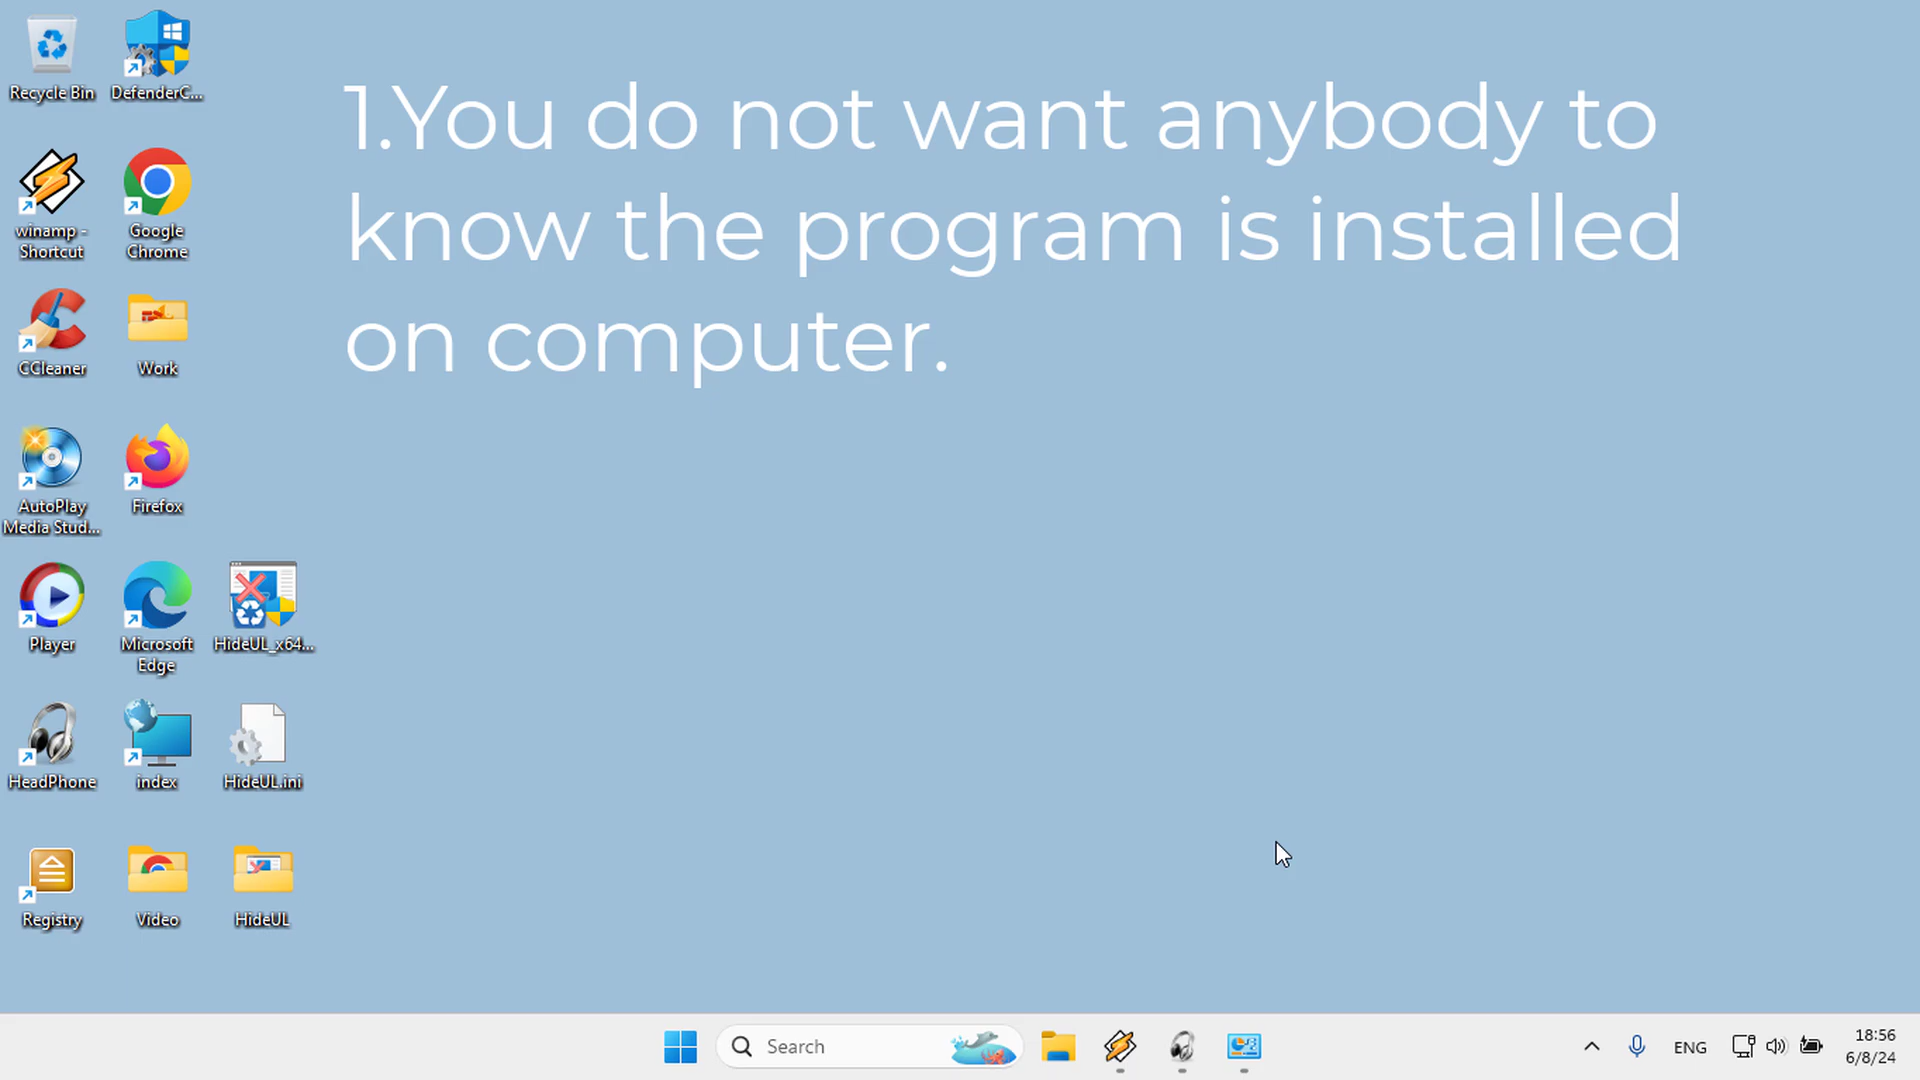 1.You do not want anybody to
know the program is installed
on computer.
Recycle Bin
DefenderC...
winamp -
Shortcut
Google
Chrome
CCleaner
Work
AutoPlay
Media Stud...
Firefox
Player
Microsoft
Edge
HideUL_x64...
HeadPhone
index
HideUL.ini
Registry
Video
HideUL
Search
ENG
18:56
6/8/24